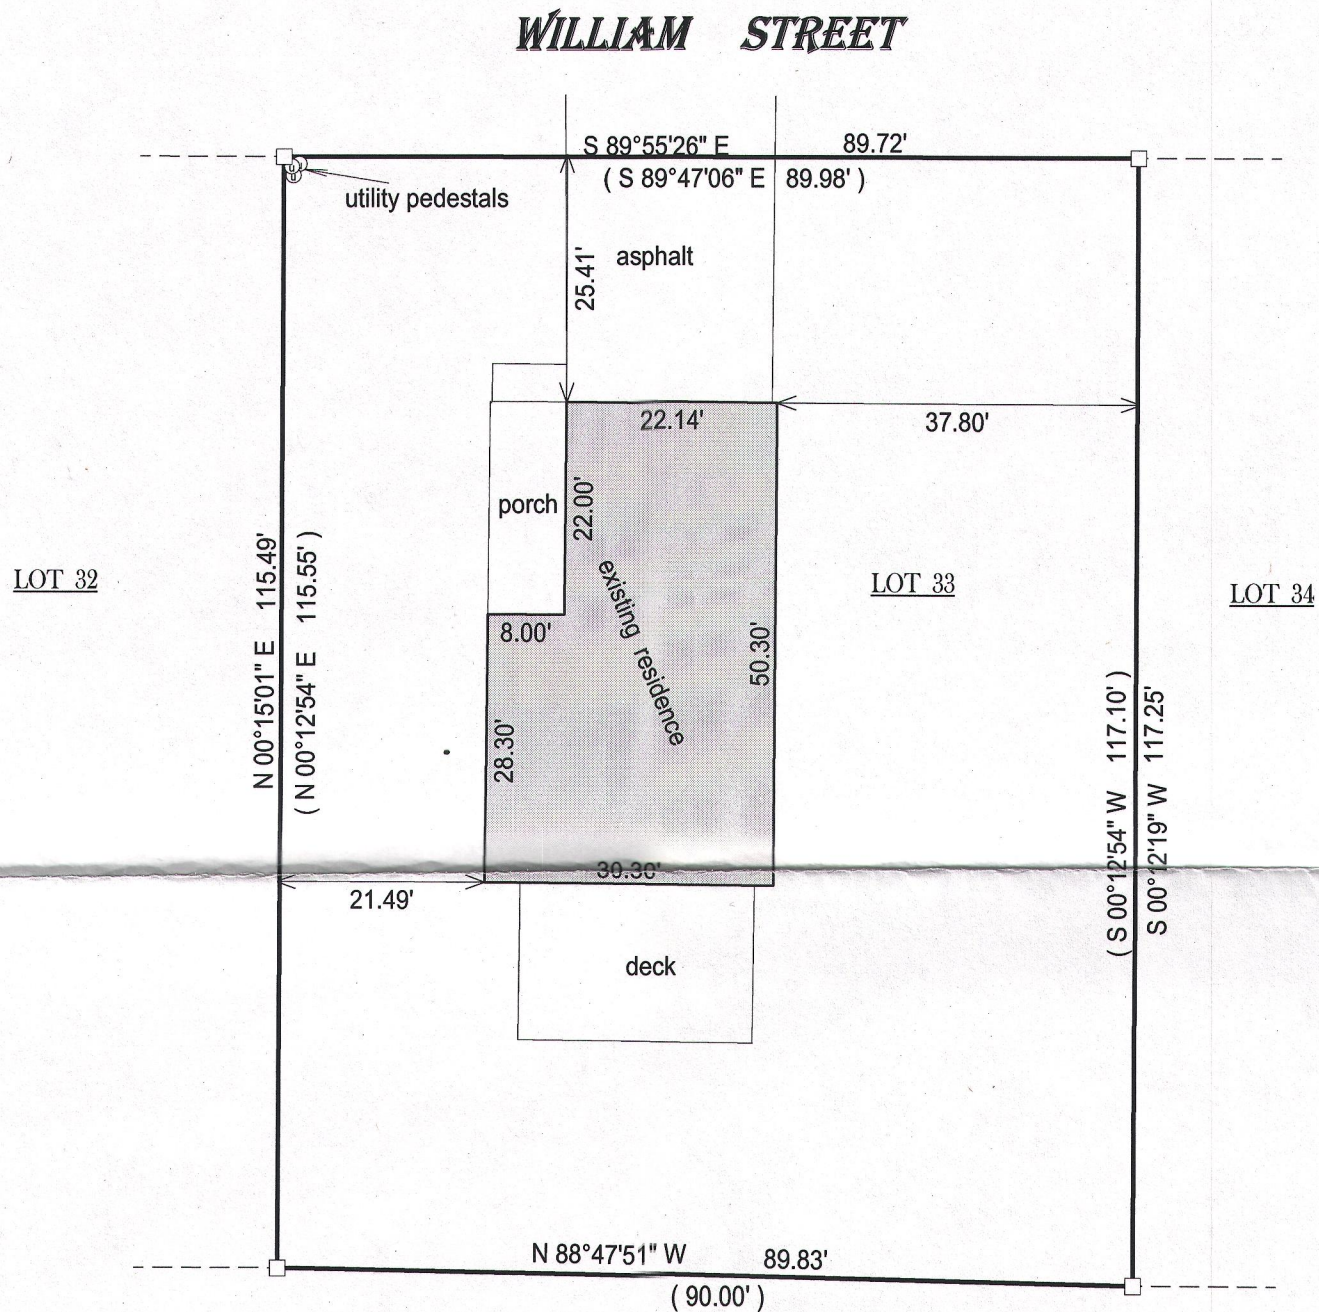 WILLIAM STREET
S 89°55'26" E 89.72'
( S 89°47'06" E 89.98' )
utility pedestals
asphalt
25.41'
22.14'
37.80'
porch
22.00'
existing residence
LOT 32
N 00°15'01" E 115.49'
( N 00°12'54" E 115.55' )
LOT 33
LOT 34
8.00'
50.30'
28.30'
( S 00°12'54" W 117.10' )
S 00°12'19" W 117.25'
30.30'
21.49'
deck
N 88°47'51" W 89.83'
( 90.00' )